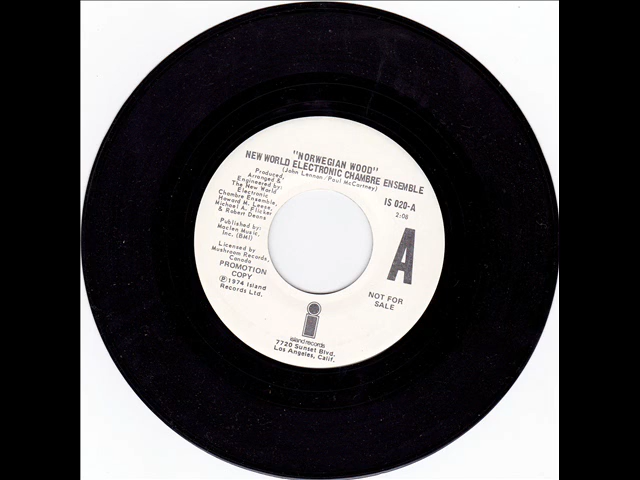 "NORWEGIAN WOOD"
NEW WORLD ELECTRONIC CHAMBRE ENSEMBLE
(John Lennon/Paul McCartney)
Produced,
Arranged &
Engineered by:
The New World
Electronic
Chambre Ensemble,
Howard M. Leese,
Michael A. Flicker
& Robert Deans
Published by:
Maclen Music,
Inc. (BMI)
Licensed by
Mushroom Records,
Canada
PROMOTION
COPY
Ⓟ1974 Island
Records Ltd.
IS 020-A
2:08
A
NOT FOR
SALE
i
island records
7720 Sunset Blvd.
Los Angeles, Calif.